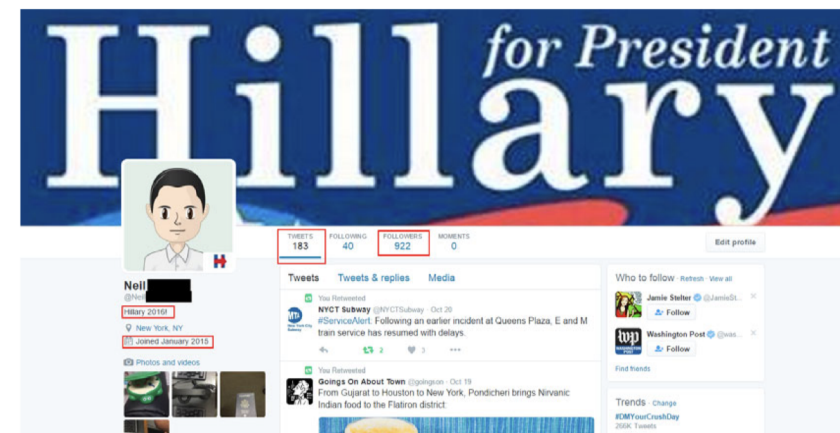 Hillary
for President
TWEETS FOLLOWING FOLLOWERS MOMENTS
183 40 922 0
Edit profile
Neil
@Neil
Hillary 2016!
New York, NY
Joined January 2015
Photos and videos
Tweets Tweets & replies Media
You Retweeted
NYCT Subway @NYCTSubway · Oct 20
#ServiceAlert: Following an earlier incident at Queens Plaza, E and M
train service has resumed with delays.
2 3
You Retweeted
Goings On About Town @goingson · Oct 19
From Gujarat to Houston to New York, Pondicheri brings Nirvanic
Indian food to the Flatiron district:
Who to follow · Refresh · View all
Jamie Stelter @JamieSt...
Follow
Washington Post @was...
Follow
Find friends
Trends · Change
#DMYourCrushDay
266K Tweets
H
MTA
wp